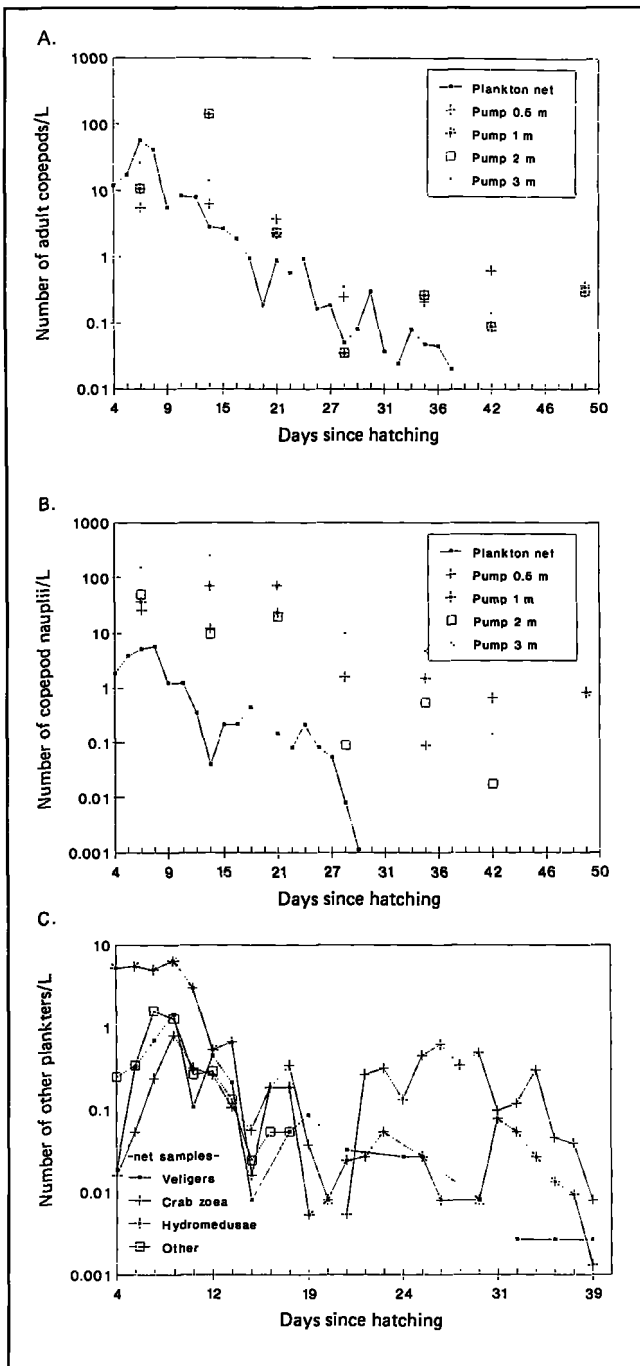 A.
Number of adult copepods/L
1000
100
10
1
0.1
0.01
Plankton net
Pump 0.5 m
Pump 1 m
Pump 2 m
Pump 3 m
4 9 15 21 27 31 36 42 46 50
Days since hatching
B.
Number of copepod nauplii/L
1000
100
10
1
0.1
0.01
0.001
Plankton net
Pump 0.5 m
Pump 1 m
Pump 2 m
Pump 3 m
4 9 15 21 27 31 36 42 46 50
Days since hatching
C.
Number of other plankters/L
10
1
0.1
0.01
0.001
-net samples-
Veligers
Crab zoea
Hydromedusae
Other
4 12 19 24 31 39
Days since hatching